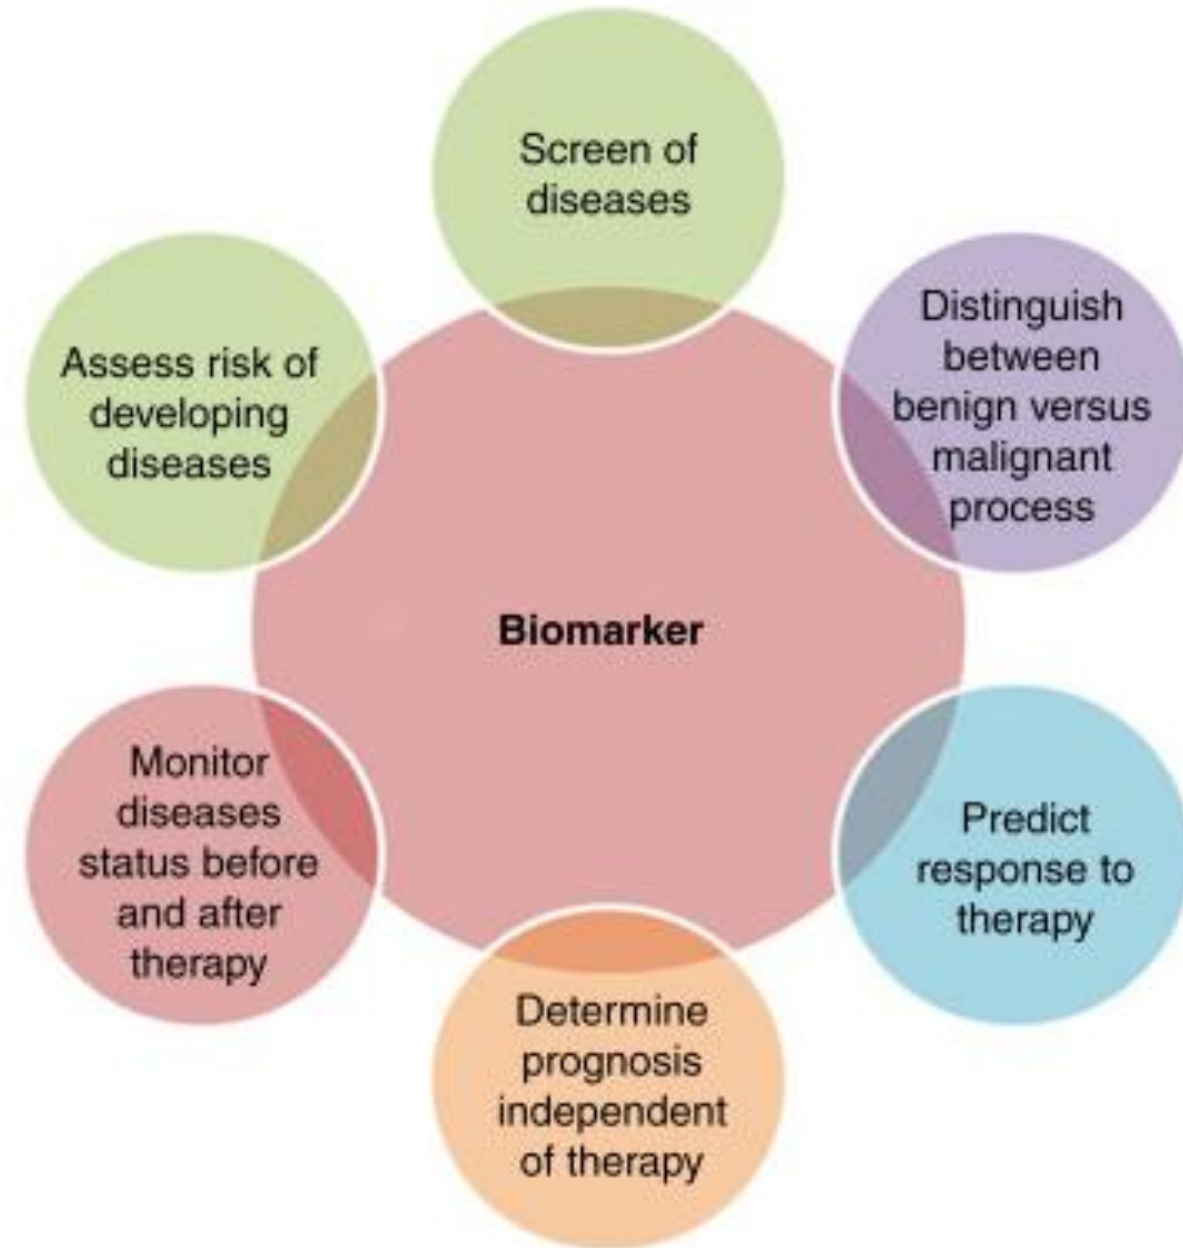 Screen of
diseases
Distinguish
between
benign versus
malignant
process
Assess risk of
developing
diseases
Biomarker
Monitor
diseases
status before
and after
therapy
Predict
response to
therapy
Determine
prognosis
independent
of therapy